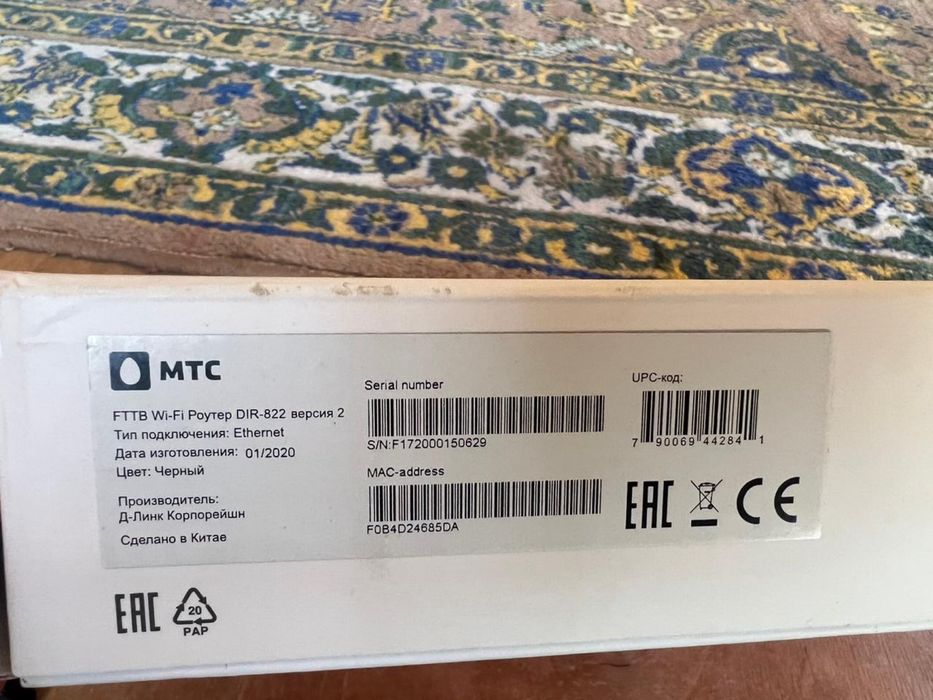 МТС
FTTB Wi-Fi Роутер DIR-822 версия 2
Тип подключения: Ethernet
Дата изготовления: 01/2020
Цвет: Черный
Производитель:
Д-Линк Корпорейшн
Сделано в Китае
Serial number
S/N:F172000150629
MAC-address
F0B4D24685DA
UPC-код:
7 90069 44284 1
EAC
CE
EAC
20
PAP